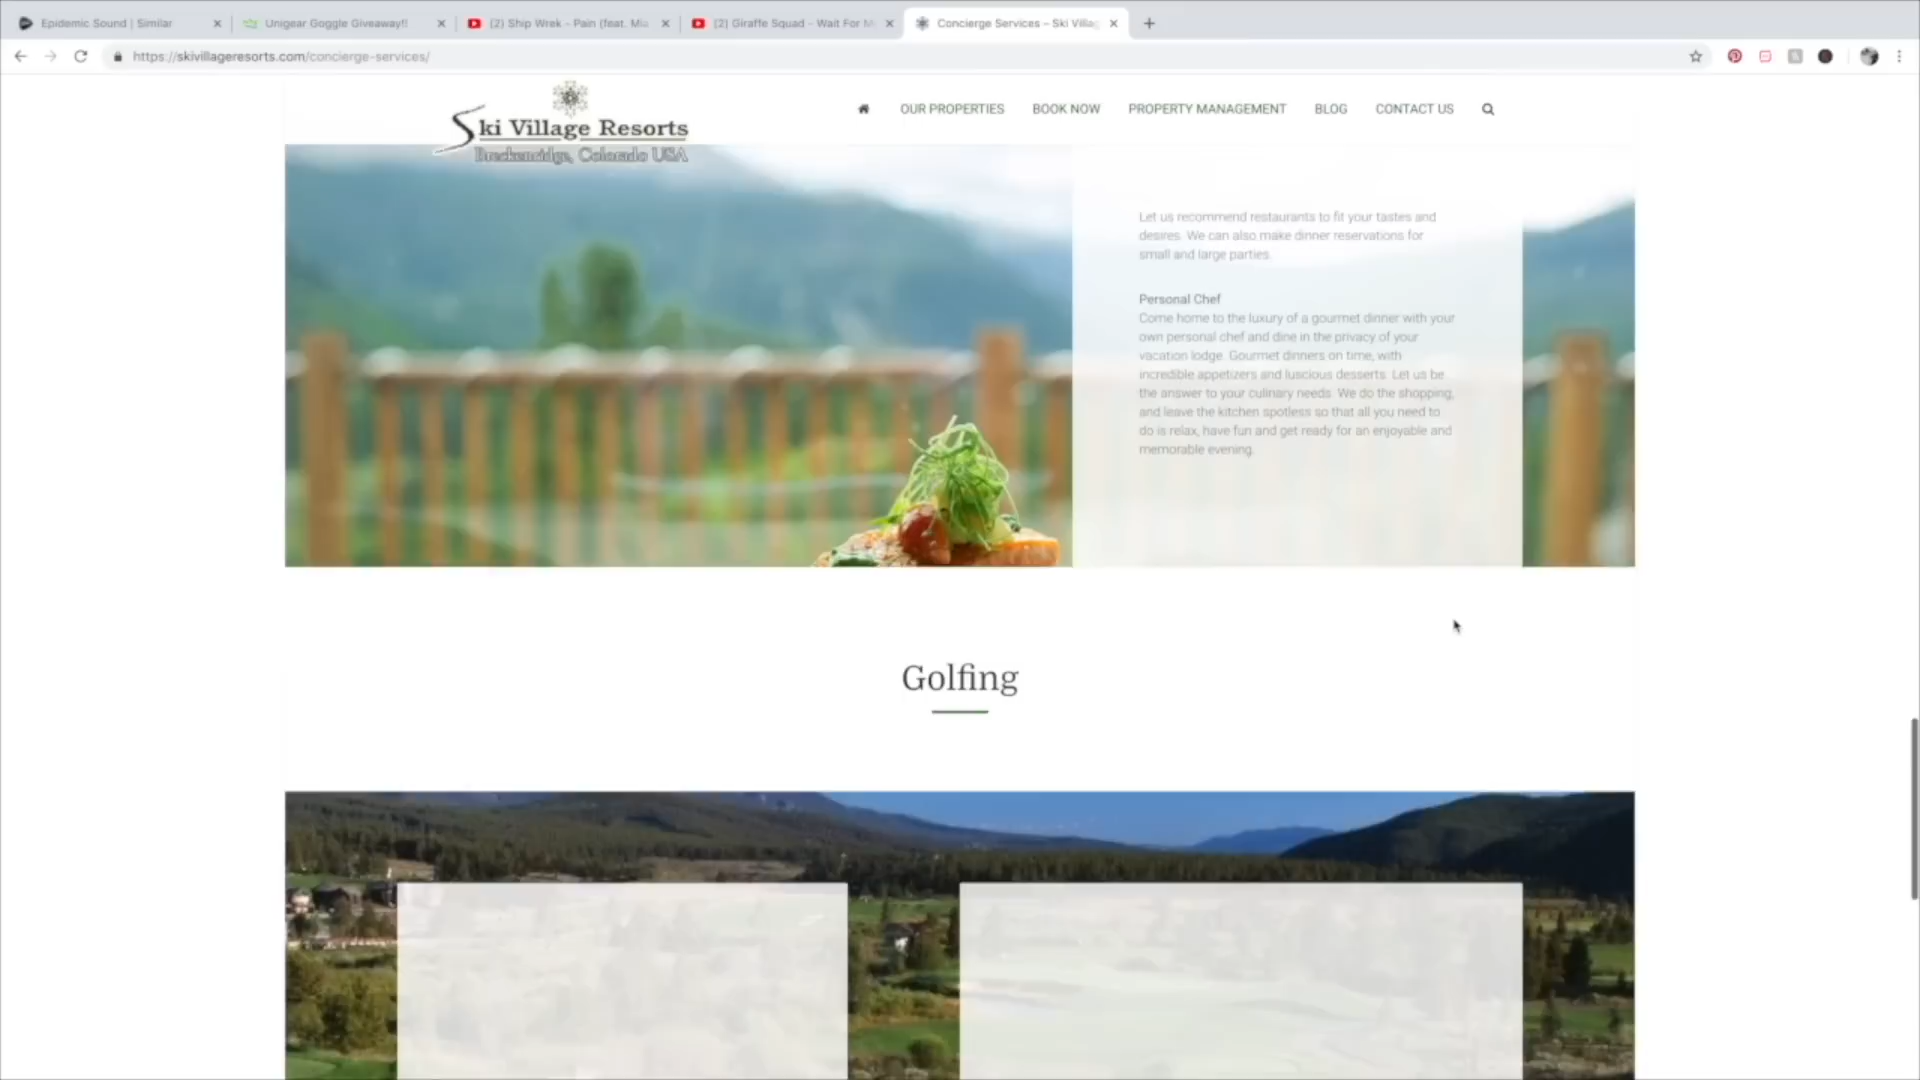 Epidemic Sound | Similar
Unigear Goggle Giveaway!!
(2) Ship Wrek - Pain (feat. Mia
(2) Giraffe Squad - Wait For M
Concierge Services – Ski Villag
https://skivillageresorts.com/concierge-services/
Ski Village Resorts
Breckenridge, Colorado USA
OUR PROPERTIES
BOOK NOW
PROPERTY MANAGEMENT
BLOG
CONTACT US
Let us recommend restaurants to fit your tastes and
desires. We can also make dinner reservations for
small and large parties.
Personal Chef
Come home to the luxury of a gourmet dinner with your
own personal chef and dine in the privacy of your
vacation lodge. Gourmet dinners on time, with
incredible appetizers and luscious desserts. Let us be
the answer to your culinary needs. We do the shopping,
and leave the kitchen spotless so that all you need to
do is relax, have fun and get ready for an enjoyable and
memorable evening.
Golfing